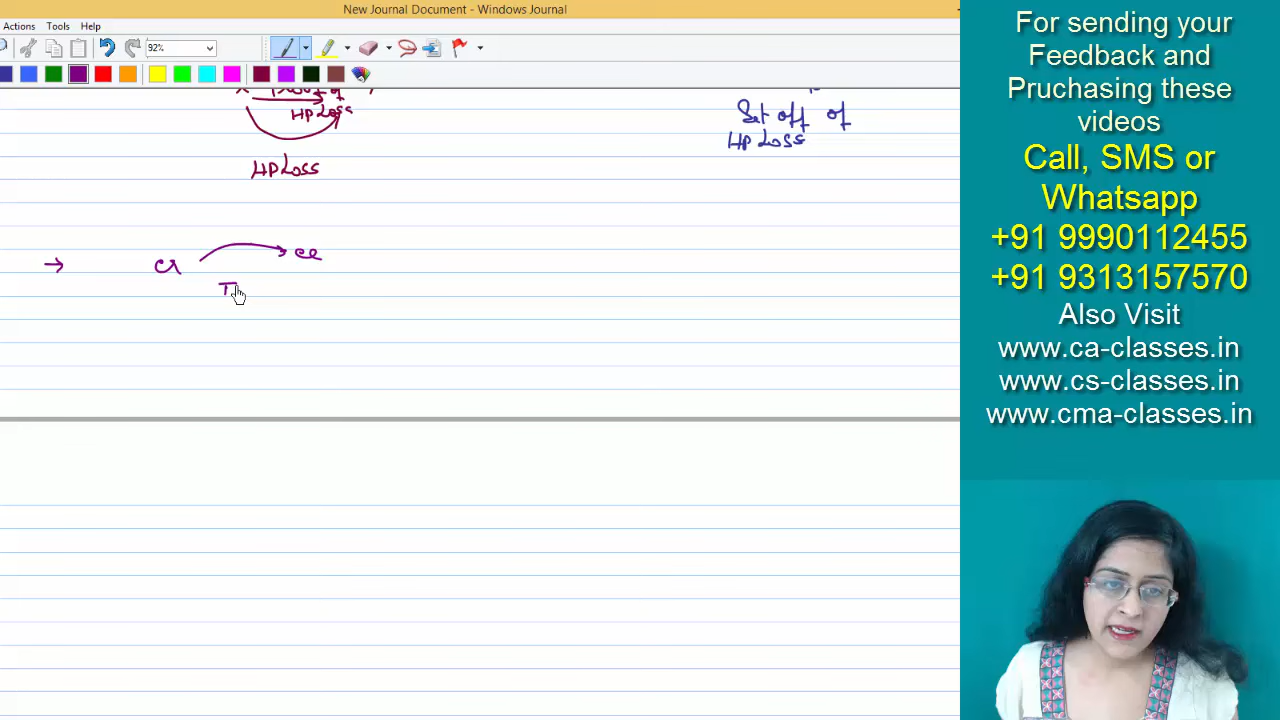 New Journal Document - Windows Journal
Actions Tools Help
92%
HP Loss
HP Loss
Set off of
HP Loss
→
T
For sending your
Feedback and
Pruchasing these
videos
Call, SMS or
Whatsapp
+91 9990112455
+91 9313157570
Also Visit
www.ca-classes.in
www.cs-classes.in
www.cma-classes.in